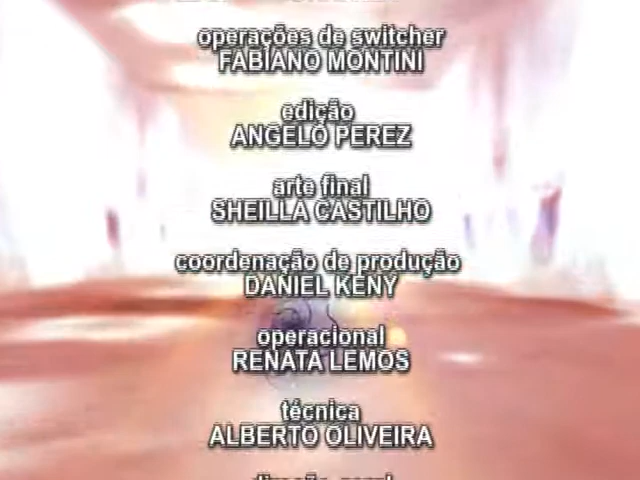 operações de switcher
FABIANO MONTINI
edição
ANGELO PEREZ
arte final
SHEILLA CASTILHO
coordenação de produção
DANIEL KENY
operacional
RENATA LEMOS
técnica
ALBERTO OLIVEIRA